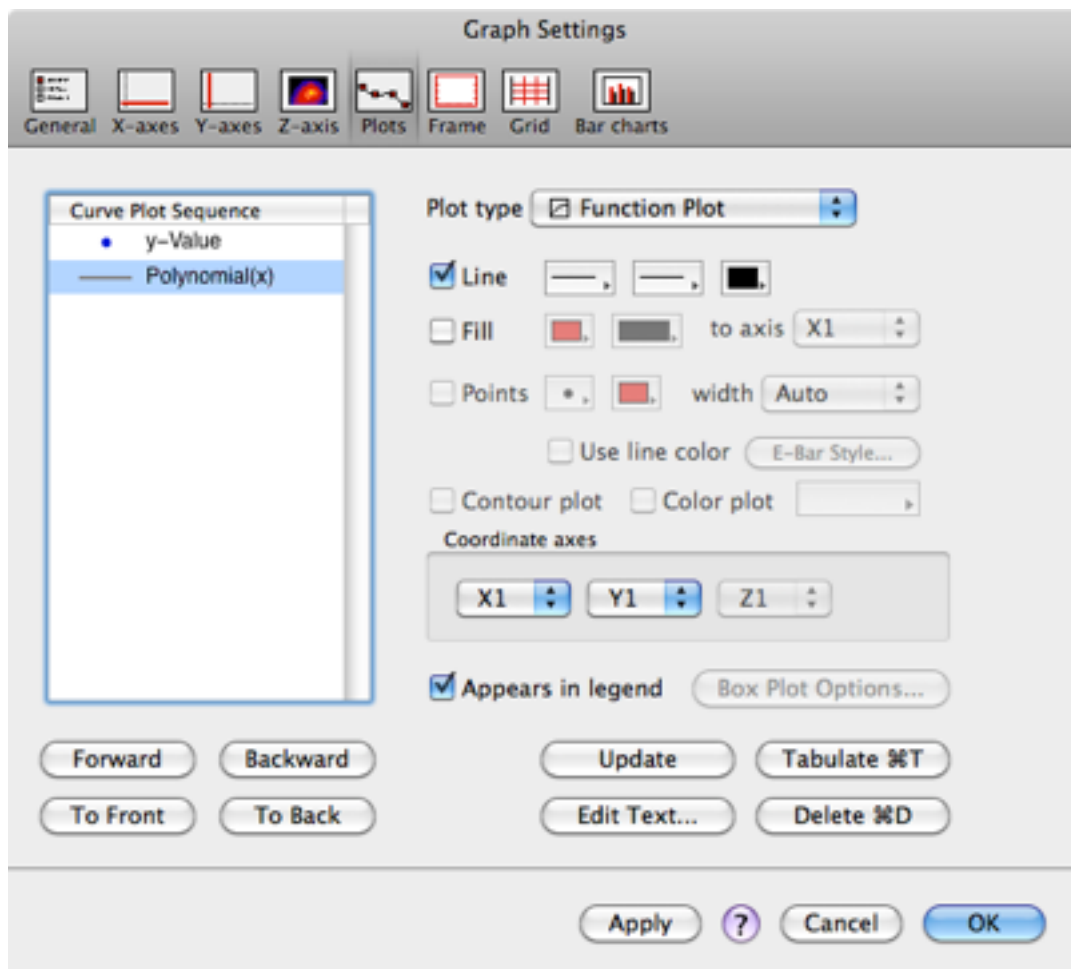 Graph Settings
General X-axes Y-axes Z-axis Plots Frame Grid Bar charts
Curve Plot Sequence
y-Value
Polynomial(x)
Plot type Function Plot
Line
Fill to axis X1
Points width Auto
Use line color E-Bar Style...
Contour plot Color plot
Coordinate axes
X1 Y1 Z1
Appears in legend Box Plot Options...
Forward Backward Update Tabulate ⌘T
To Front To Back Edit Text... Delete ⌘D
Apply ? Cancel OK